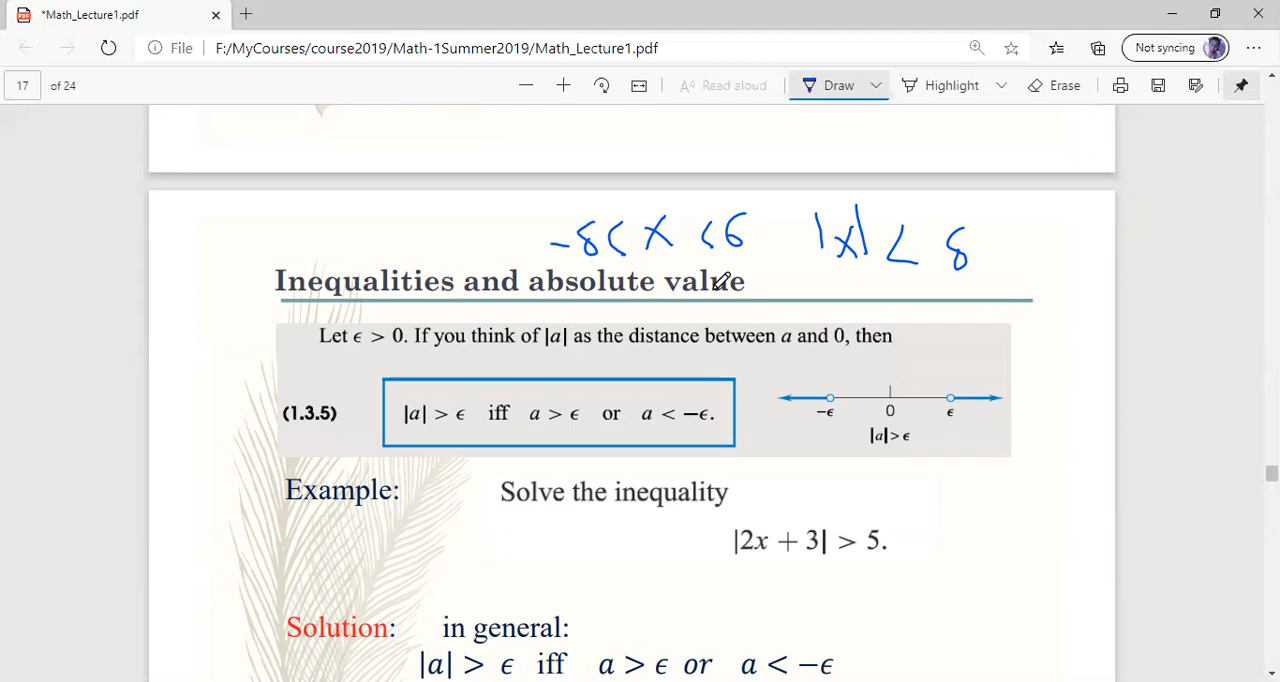 *Math_Lecture1.pdf
File F:/MyCourses/course2019/Math-1Summer2019/Math_Lecture1.pdf Not syncing
17 of 24 Read aloud Draw Highlight Erase
-8< x <6 |x| < 8
Inequalities and absolute value
Let ϵ > 0. If you think of |a| as the distance between a and 0, then
(1.3.5) |a| > ϵ iff a > ϵ or a < −ϵ.
−ϵ 0 ϵ
|a|>ϵ
Example: Solve the inequality
|2x + 3| > 5.
Solution: in general:
|a| > ϵ iff a > ϵ or a < −ϵ